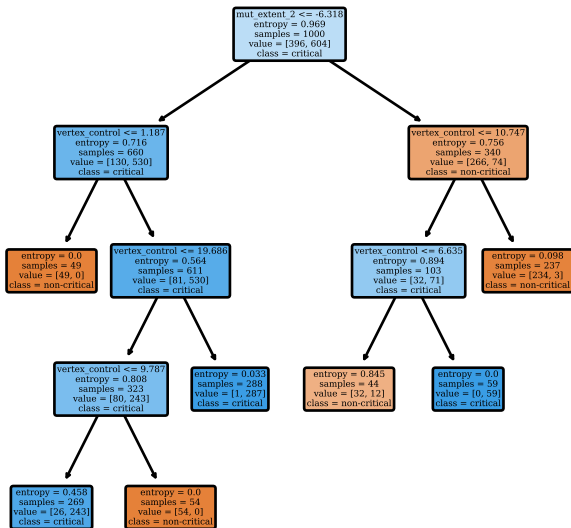 mut_extent_2 <= -6.318
entropy = 0.969
samples = 1000
value = [396, 604]
class = critical
vertex_control <= 1.187
entropy = 0.716
samples = 660
value = [130, 530]
class = critical
vertex_control <= 10.747
entropy = 0.756
samples = 340
value = [266, 74]
class = non-critical
entropy = 0.0
samples = 49
value = [49, 0]
class = non-critical
vertex_control <= 19.686
entropy = 0.564
samples = 611
value = [81, 530]
class = critical
vertex_control <= 6.635
entropy = 0.894
samples = 103
value = [32, 71]
class = critical
entropy = 0.098
samples = 237
value = [234, 3]
class = non-critical
vertex_control <= 9.787
entropy = 0.808
samples = 323
value = [80, 243]
class = critical
entropy = 0.033
samples = 288
value = [1, 287]
class = critical
entropy = 0.845
samples = 44
value = [32, 12]
class = non-critical
entropy = 0.0
samples = 59
value = [0, 59]
class = critical
entropy = 0.458
samples = 269
value = [26, 243]
class = critical
entropy = 0.0
samples = 54
value = [54, 0]
class = non-critical